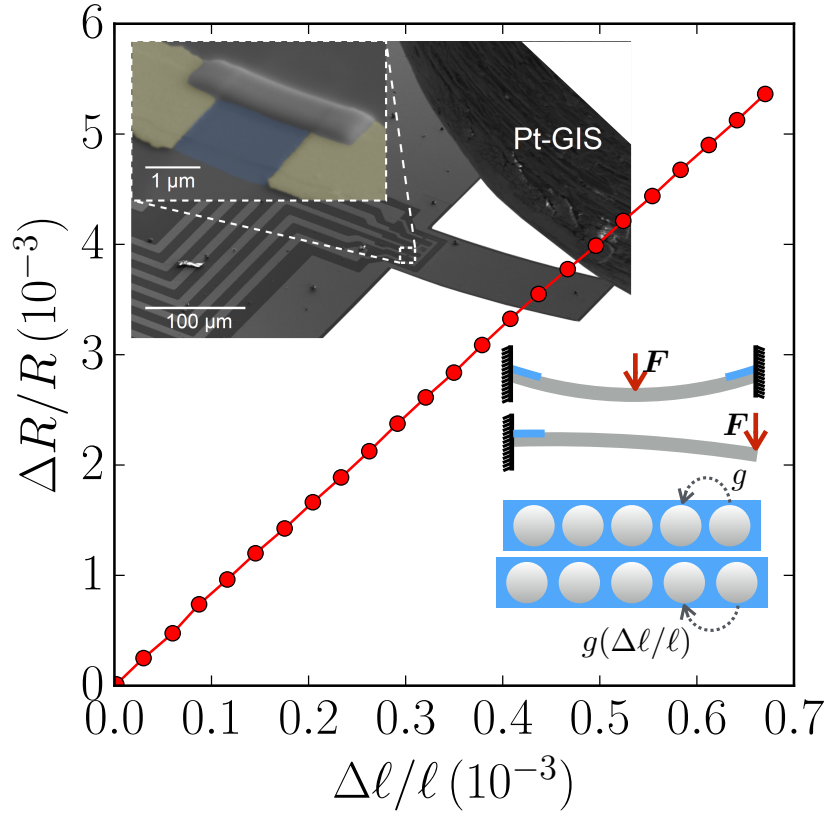 6
5
4
3
2
1
0
ΔR/R (10⁻³)
1 µm
Pt-GIS
100 µm
F
F
g
g(Δℓ/ℓ)
0.0 0.1 0.2 0.3 0.4 0.5 0.6 0.7
Δℓ/ℓ (10⁻³)